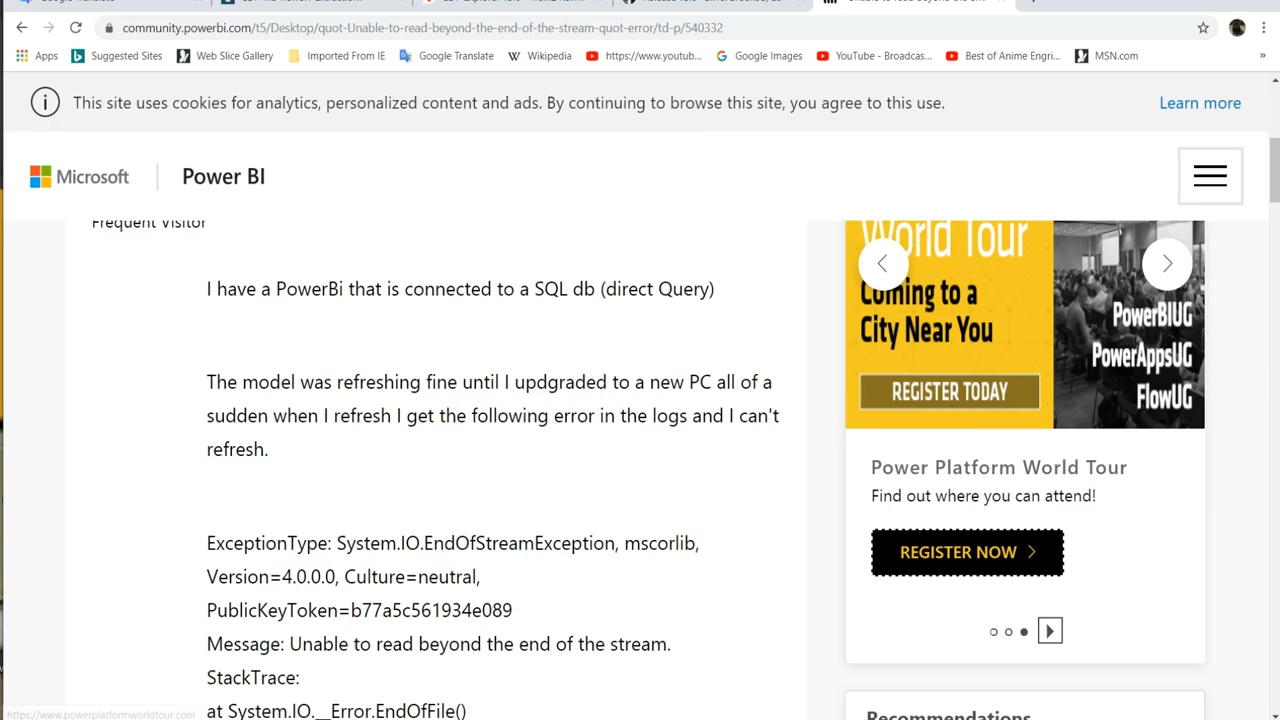 community.powerbi.com/t5/Desktop/quot-Unable-to-read-beyond-the-end-of-the-stream-quot-error/td-p/540332
Apps Suggested Sites Web Slice Gallery Imported From IE Google Translate Wikipedia https://www.youtub... Google Images YouTube - Broadcas... Best of Anime Engri... MSN.com »
This site uses cookies for analytics, personalized content and ads. By continuing to browse this site, you agree to this use. Learn more
Microsoft Power BI
Frequent Visitor
I have a PowerBi that is connected to a SQL db (direct Query)
The model was refreshing fine until I updgraded to a new PC all of a
sudden when I refresh I get the following error in the logs and I can't
refresh.
ExceptionType: System.IO.EndOfStreamException, mscorlib,
Version=4.0.0.0, Culture=neutral,
PublicKeyToken=b77a5c561934e089
Message: Unable to read beyond the end of the stream.
StackTrace:
at System.IO.__Error.EndOfFile()
World Tour
Coming to a
City Near You
REGISTER TODAY
PowerBIUG
PowerAppsUG
FlowUG
Power Platform World Tour
Find out where you can attend!
REGISTER NOW
Recommendations
https://www.powerplatformworldtour.com